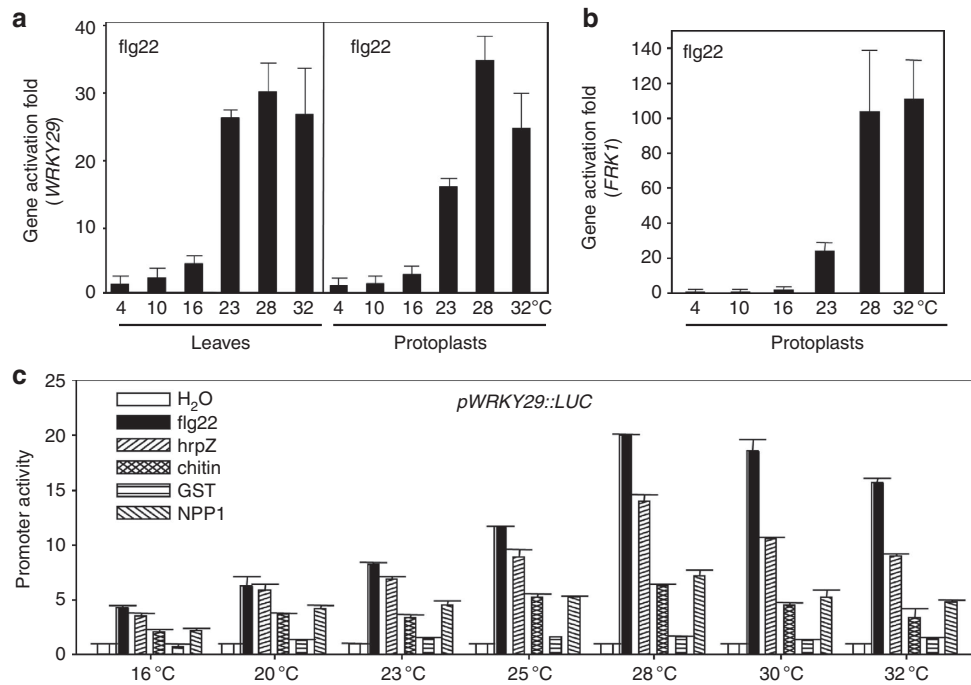 a
flg22
flg22
Gene activation fold
(WRKY29)
40
30
20
10
0
4 10 16 23 28 32 4 10 16 23 28 32 °C
Leaves Protoplasts
b
flg22
Gene activation fold
(FRK1)
140
120
100
80
60
40
20
0
4 10 16 23 28 32 °C
Protoplasts
c
pWRKY29::LUC
H2O
flg22
hrpZ
chitin
GST
NPP1
Promoter activity
25
20
15
10
5
0
16 °C 20 °C 23 °C 25 °C 28 °C 30 °C 32 °C